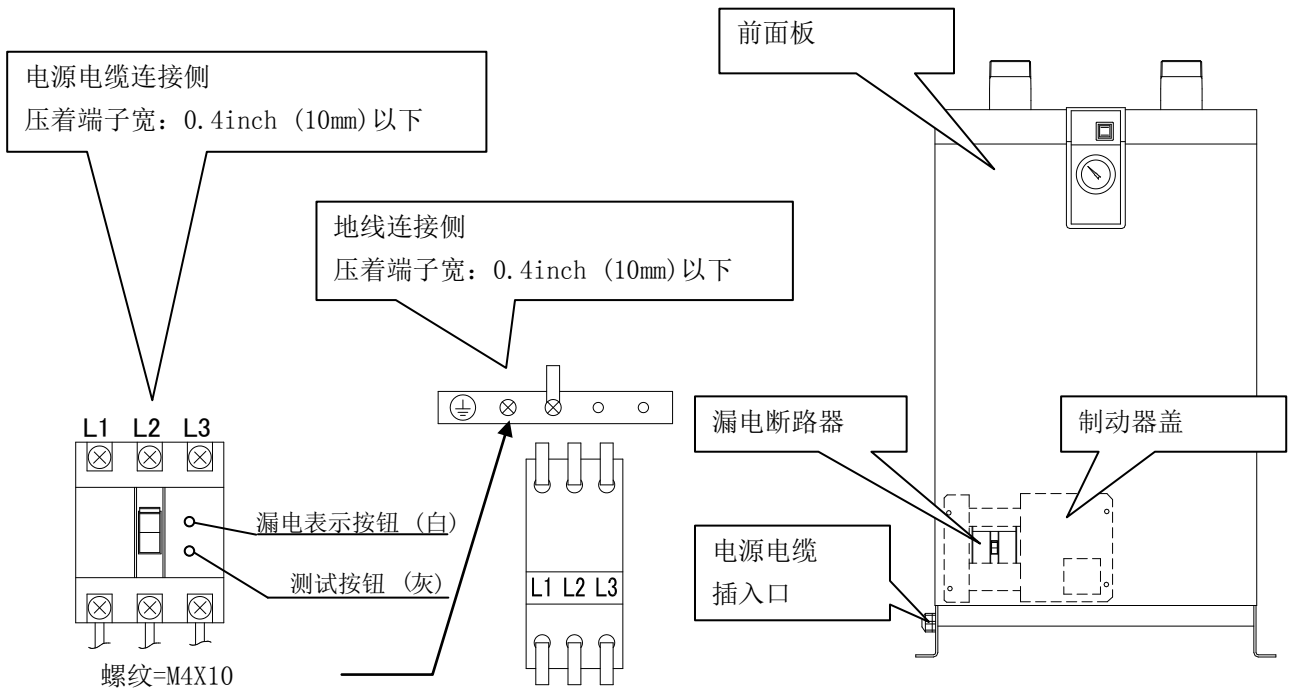 电源电缆连接侧
压着端子宽：0.4inch (10mm)以下
前面板
地线连接侧
压着端子宽：0.4inch (10mm)以下
L1 L2 L3
漏电表示按钮（白）
测试按钮（灰）
螺纹=M4X10
L1 L2 L3
漏电断路器
制动器盖
电源电缆
插入口